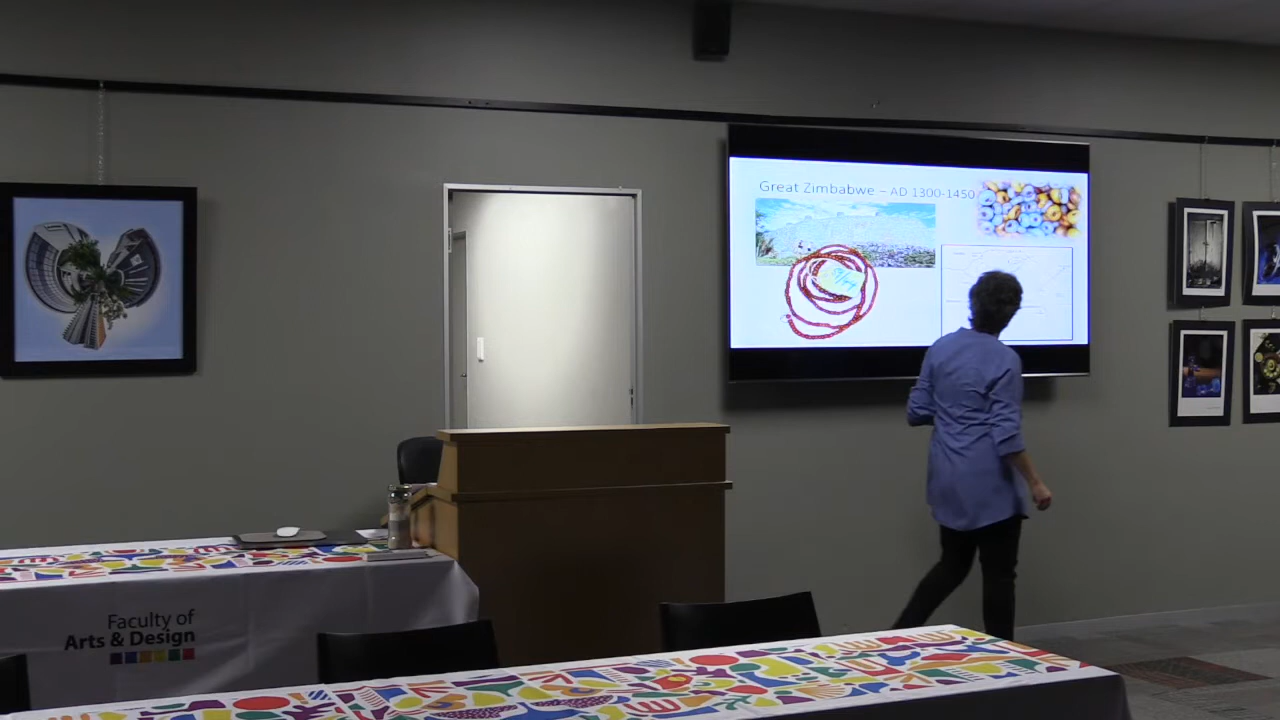 Great Zimbabwe – AD 1300-1450
Faculty of
Arts & Design